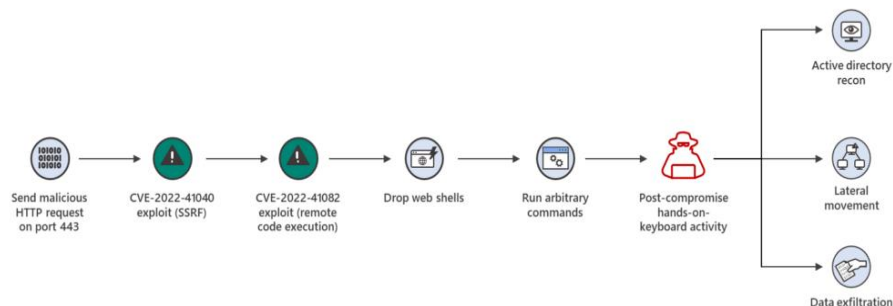 Send malicious
HTTP request
on port 443
CVE-2022-41040
exploit (SSRF)
CVE-2022-41082
exploit (remote
code execution)
Drop web shells
Run arbitrary
commands
Post-compromise
hands-on-
keyboard activity
Active directory
recon
Lateral
movement
Data exfiltration